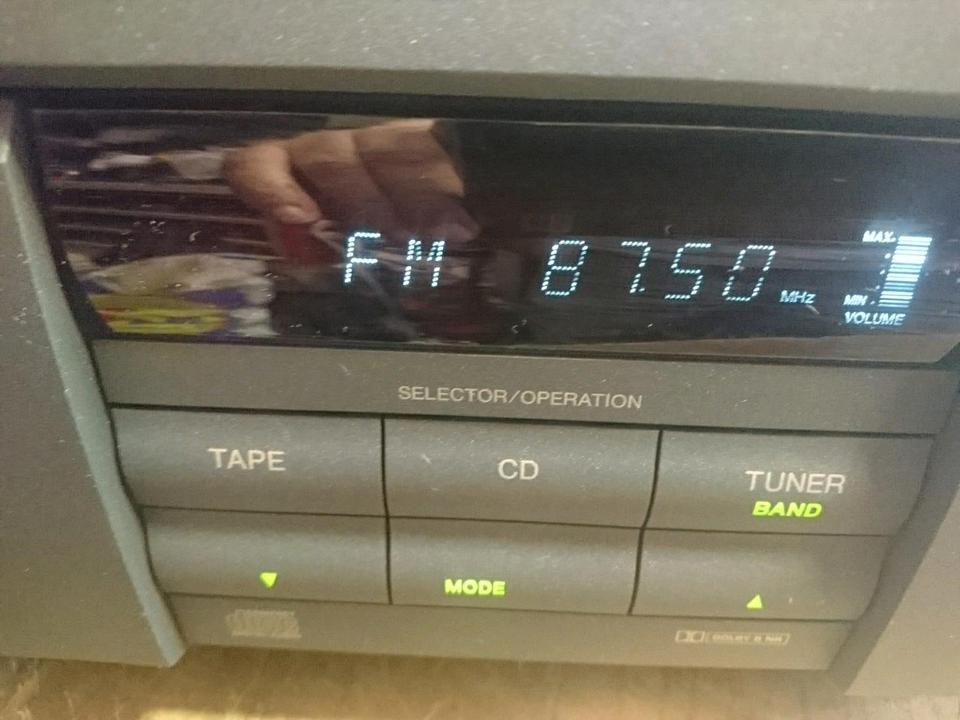 FM 87.50 MHz
MAX
MIN
VOLUME
SELECTOR/OPERATION
TAPE CD TUNER
BAND
▼ MODE ▲
DOLBY B NR